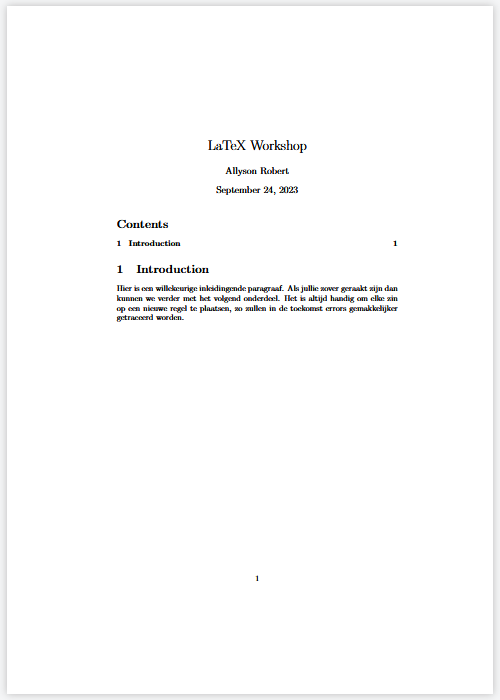 LaTeX Workshop
Allyson Robert
September 24, 2023
Contents
1 Introduction 1
1 Introduction
Hier is een willekeurige inleidingende paragraaf. Als jullie zover geraakt zijn dan
kunnen we verder met het volgend onderdeel. Het is altijd handig om elke zin
op een nieuwe regel te plaatsen, zo zullen in de toekomst errors gemakkelijker
getraceerd worden.
1